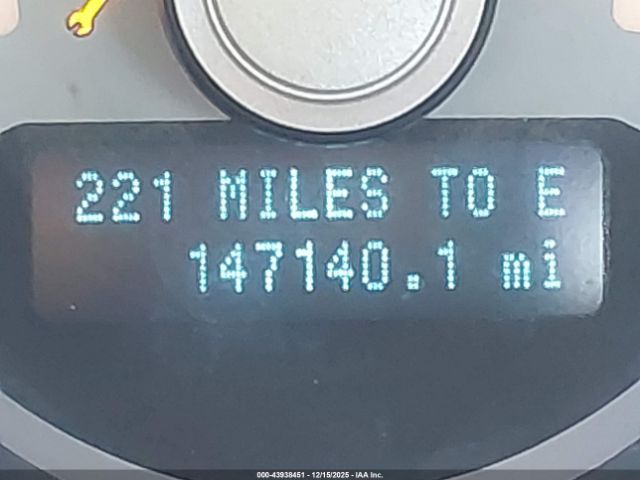 221 MILES TO E
147140.1 mi
000-43938451 - 12/15/2025 - IAA Inc.